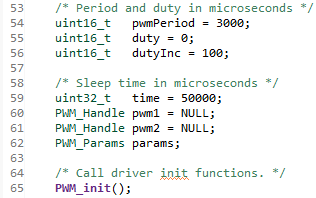 53 /* Period and duty in microseconds */
54 uint16_t pwmPeriod = 3000;
55 uint16_t duty = 0;
56 uint16_t dutyInc = 100;
57
58 /* Sleep time in microseconds */
59 uint32_t time = 50000;
60 PWM_Handle pwm1 = NULL;
61 PWM_Handle pwm2 = NULL;
62 PWM_Params params;
63
64 /* Call driver init functions. */
65 PWM_init();